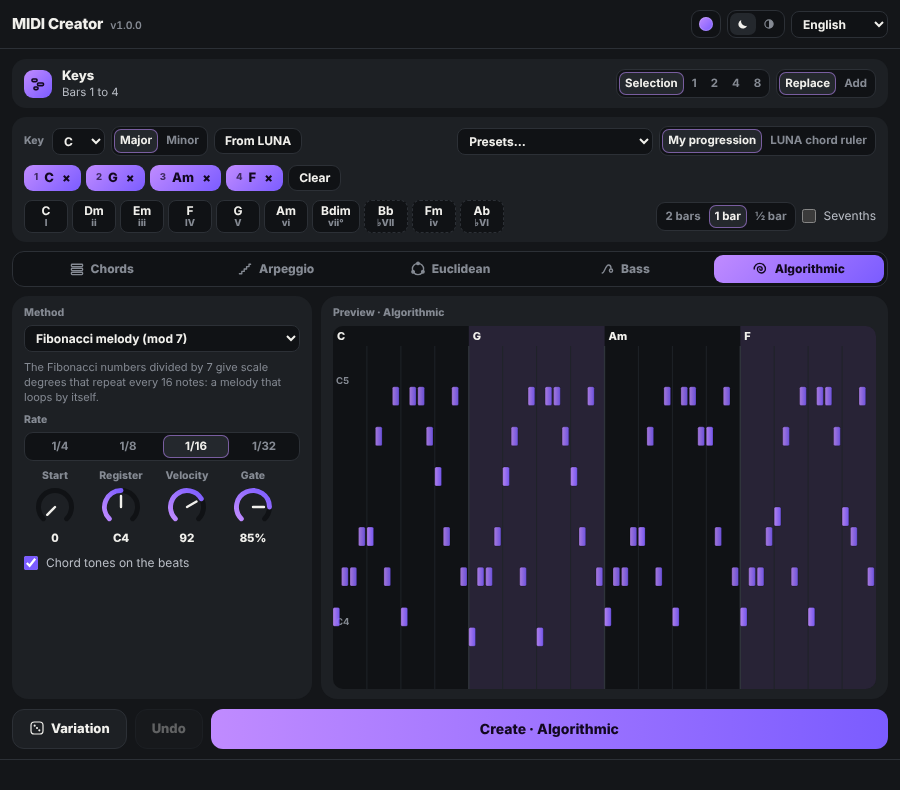 MIDI Creator v1.0.0
English
Keys
Bars 1 to 4
Selection 1 2 4 8 Replace Add
Key C Major Minor From LUNA Presets... My progression LUNA chord ruler
1 C × 2 G × 3 Am × 4 F × Clear
C Dm Em F G Am Bdim Bb Fm Ab
I ii iii IV V vi vii° ♭VII iv ♭VI
2 bars 1 bar ½ bar Sevenths
Chords Arpeggio Euclidean Bass Algorithmic
Method
Fibonacci melody (mod 7)
The Fibonacci numbers divided by 7 give scale
degrees that repeat every 16 notes: a melody that
loops by itself.
Rate
1/4 1/8 1/16 1/32
Start Register Velocity Gate
0 C4 92 85%
Chord tones on the beats
Preview · Algorithmic
C G Am F
C5
C4
Variation Undo Create · Algorithmic